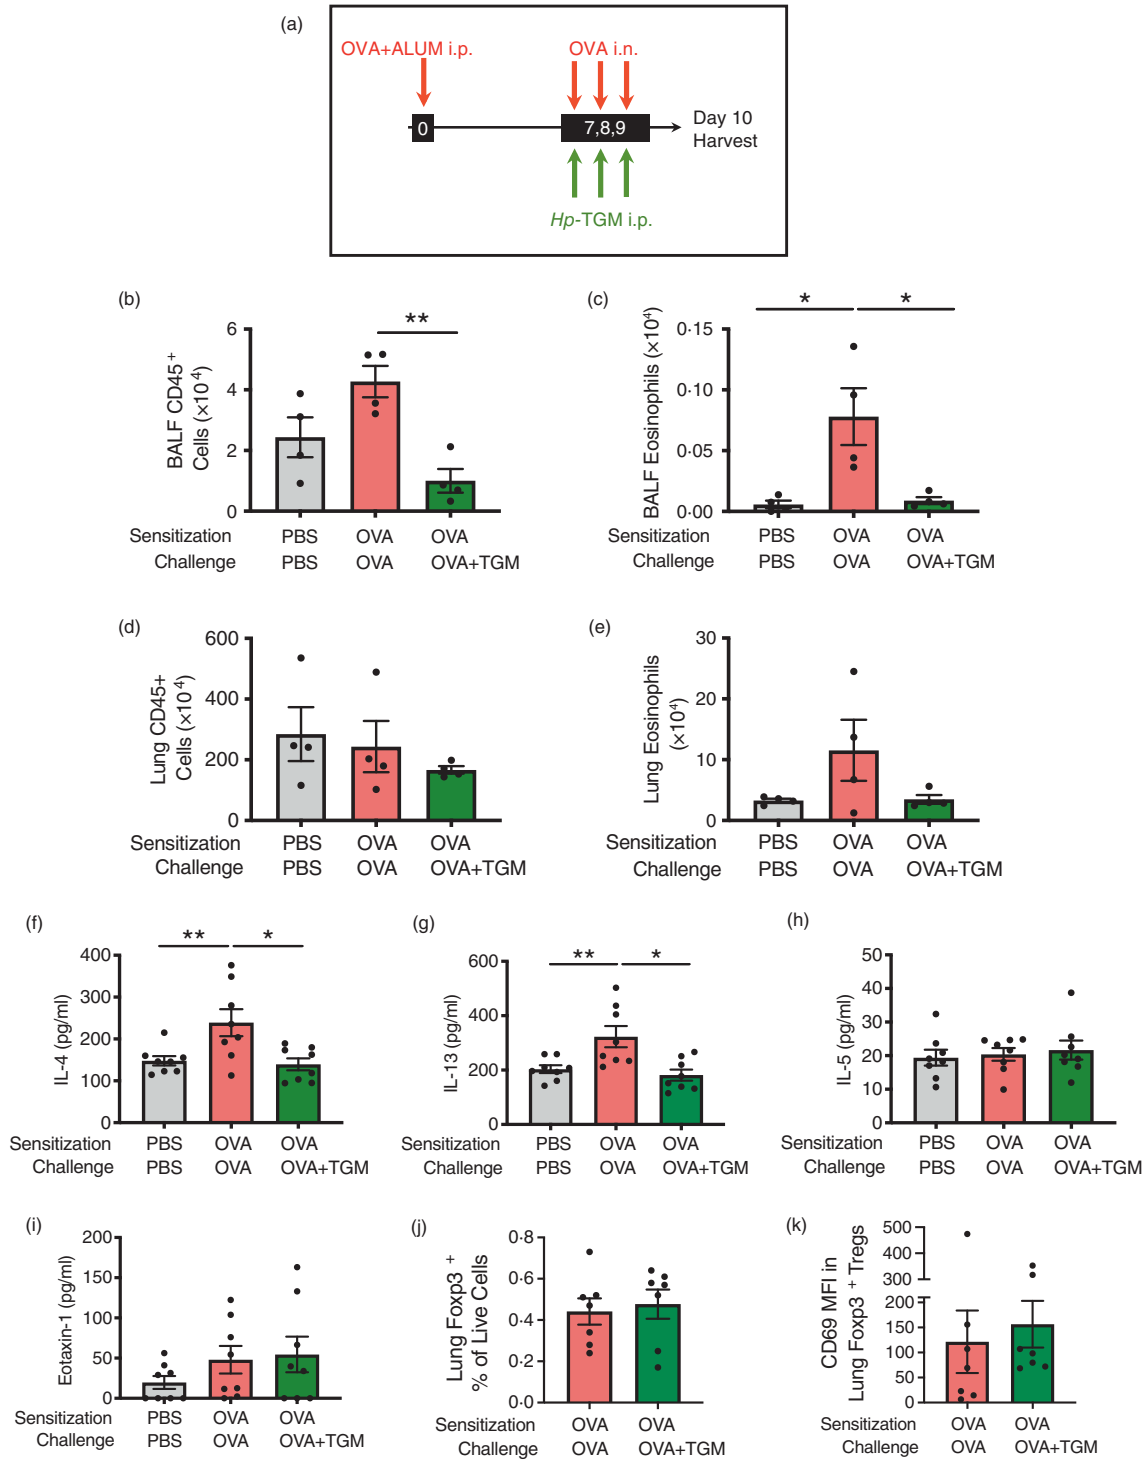 (a)
OVA+ALUM i.p.
OVA i.n.
0
7,8,9
Day 10
Harvest
Hp-TGM i.p.
(b)
BALF CD45+
Cells (×10⁴)
6
4
2
0
**
Sensitization PBS OVA OVA
Challenge PBS OVA OVA+TGM
(c)
BALF Eosinophils (×10⁴)
0·15
0·10
0·05
0·00
* *
PBS OVA OVA
PBS OVA OVA+TGM
(d)
Lung CD45+
Cells (×10⁴)
600
400
200
0
Sensitization PBS OVA OVA
Challenge PBS OVA OVA+TGM
(e)
Lung Eosinophils
(×10⁴)
30
20
10
0
Sensitization PBS OVA OVA
Challenge PBS OVA OVA+TGM
(f)
IL-4 (pg/ml)
400
300
200
100
0
** *
Sensitization PBS OVA OVA
Challenge PBS OVA OVA+TGM
(g)
IL-13 (pg/ml)
600
400
200
0
** *
Sensitization PBS OVA OVA
Challenge PBS OVA OVA+TGM
(h)
IL-5 (pg/ml)
50
40
30
20
10
0
Sensitization PBS OVA OVA
Challenge PBS OVA OVA+TGM
(i)
Eotaxin-1 (pg/ml)
200
150
100
50
0
Sensitization PBS OVA OVA
Challenge PBS OVA OVA+TGM
(j)
Lung Foxp3 +
% of Live Cells
0·8
0·6
0·4
0·2
0·0
Sensitization OVA OVA
Challenge OVA OVA+TGM
(k)
CD69 MFI in
Lung Foxp3 + Tregs
500
400
300
200
150
100
50
0
Sensitization OVA OVA
Challenge OVA OVA+TGM